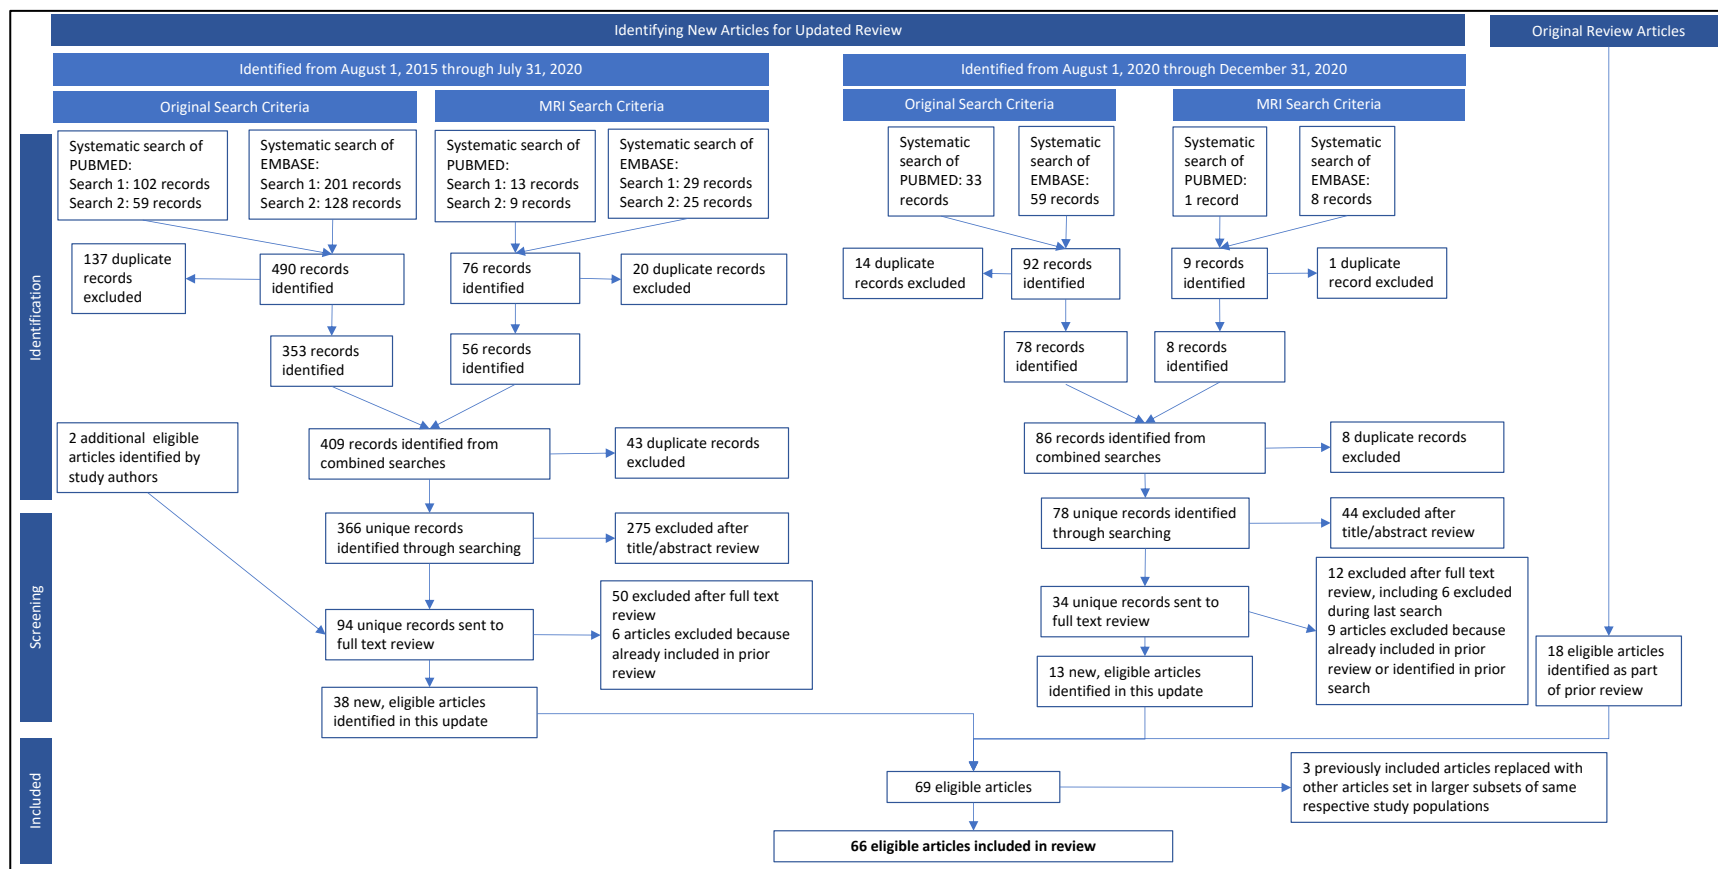 Identifying New Articles for Updated Review
Original Review Articles
Identified from August 1, 2015 through July 31, 2020
Identified from August 1, 2020 through December 31, 2020
Original Search Criteria
MRI Search Criteria
Original Search Criteria
MRI Search Criteria
Identification
Systematic search of
PUBMED:
Search 1: 102 records
Search 2: 59 records
Systematic search of
EMBASE:
Search 1: 201 records
Search 2: 128 records
Systematic search of
PUBMED:
Search 1: 13 records
Search 2: 9 records
Systematic search of
EMBASE:
Search 1: 29 records
Search 2: 25 records
Systematic
search of
PUBMED: 33
records
Systematic
search of
EMBASE:
59 records
Systematic
search of
PUBMED:
1 record
Systematic
search of
EMBASE:
8 records
137 duplicate
records
excluded
490 records
identified
76 records
identified
20 duplicate records
excluded
14 duplicate
records excluded
92 records
identified
9 records
identified
1 duplicate
record excluded
353 records
identified
56 records
identified
78 records
identified
8 records
identified
2 additional eligible
articles identified by
study authors
409 records identified from
combined searches
43 duplicate records
excluded
86 records identified from
combined searches
8 duplicate records
excluded
Screening
366 unique records
identified through searching
275 excluded after
title/abstract review
78 unique records identified
through searching
44 excluded after
title/abstract review
94 unique records sent to
full text review
50 excluded after full text
review
6 articles excluded because
already included in prior
review
34 unique records sent to
full text review
12 excluded after full text
review, including 6 excluded
during last search
9 articles excluded because
already included in prior
review or identified in prior
search
18 eligible articles
identified as part
of prior review
38 new, eligible articles
identified in this update
13 new, eligible articles
identified in this update
Included
69 eligible articles
3 previously included articles replaced with
other articles set in larger subsets of same
respective study populations
66 eligible articles included in review